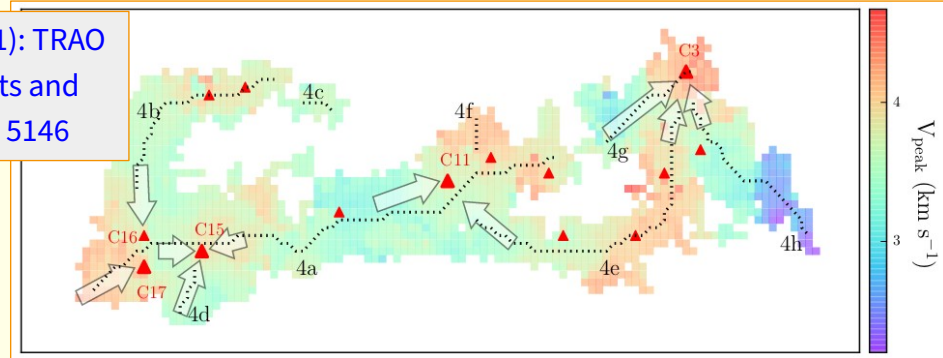 1): TRAO
ts and
5146
C3
4b
4c
4f
4g
C11
C16
C15
C17
4a
4d
4e
4h
4
3
V_peak (km s⁻¹)